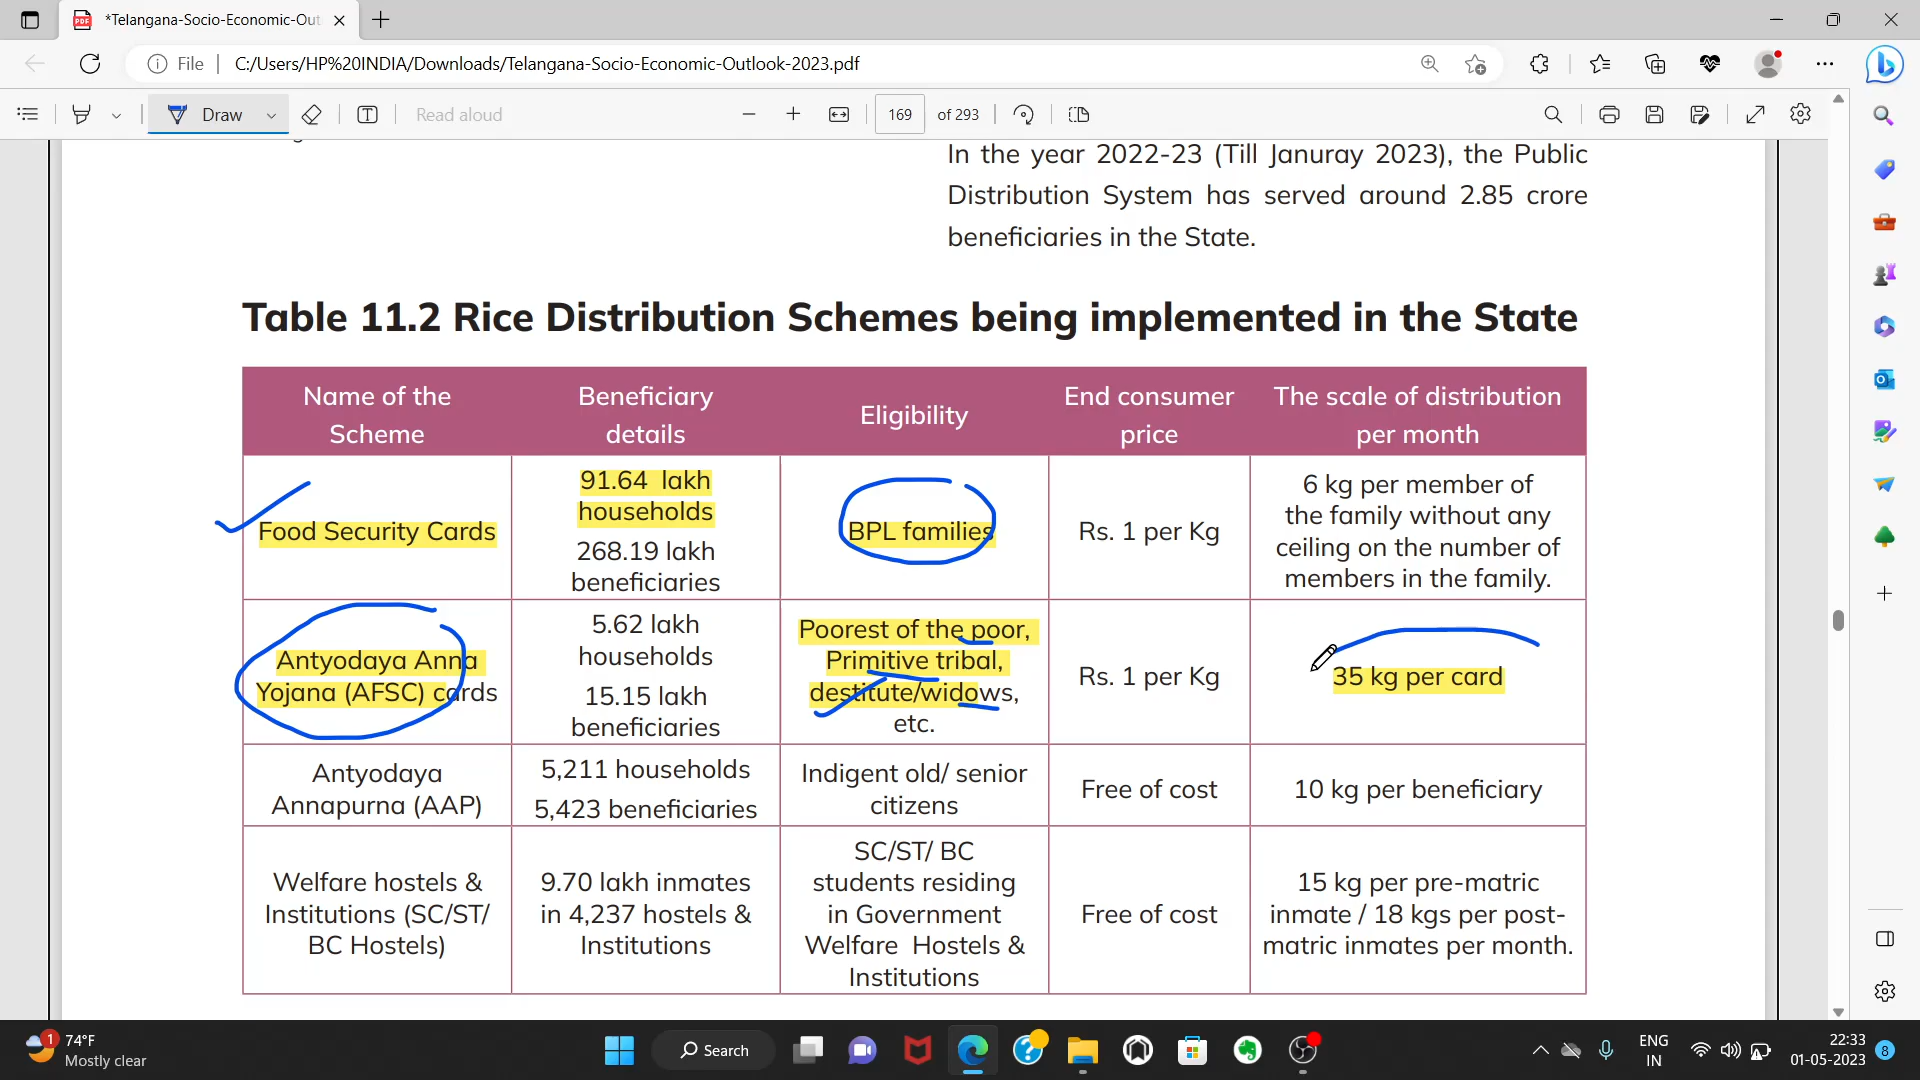 *Telangana-Socio-Economic-Out
File
C:/Users/HP%20INDIA/Downloads/Telangana-Socio-Economic-Outlook-2023.pdf
Draw
Read aloud
169
of 293
In the year 2022-23 (Till Januray 2023), the Public
Distribution System has served around 2.85 crore
beneficiaries in the State.
Table 11.2 Rice Distribution Schemes being implemented in the State
Name of the
Scheme
Beneficiary
details
Eligibility
End consumer
price
The scale of distribution
per month
Food Security Cards
91.64 lakh
households
268.19 lakh
beneficiaries
BPL families
Rs. 1 per Kg
6 kg per member of
the family without any
ceiling on the number of
members in the family.
Antyodaya Anna
Yojana (AFSC) cards
5.62 lakh
households
15.15 lakh
beneficiaries
Poorest of the poor,
Primitive tribal,
destitute/widows,
etc.
Rs. 1 per Kg
35 kg per card
Antyodaya
Annapurna (AAP)
5,211 households
5,423 beneficiaries
Indigent old/ senior
citizens
Free of cost
10 kg per beneficiary
Welfare hostels &
Institutions (SC/ST/
BC Hostels)
9.70 lakh inmates
in 4,237 hostels &
Institutions
SC/ST/ BC
students residing
in Government
Welfare Hostels &
Institutions
Free of cost
15 kg per pre-matric
inmate / 18 kgs per post-
matric inmates per month.
1
74°F
Mostly clear
Search
ENG
IN
22:33
01-05-2023
8